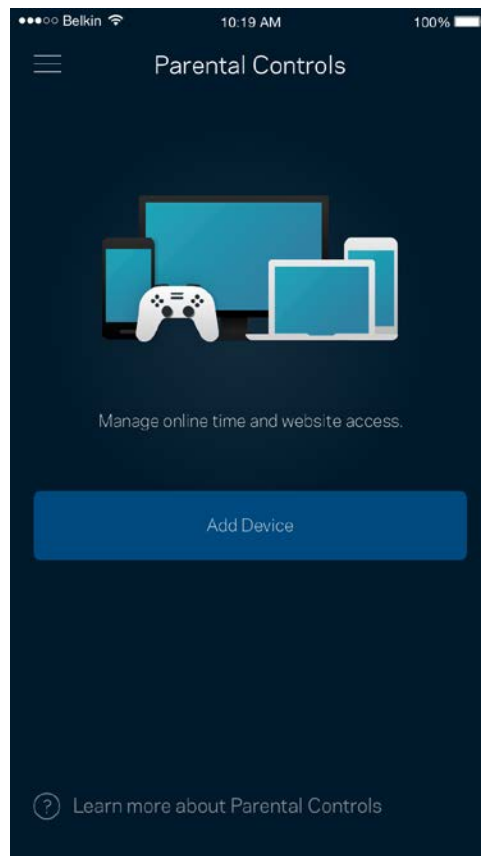 Belkin 10:19 AM 100%
Parental Controls
Manage online time and website access.
Add Device
? Learn more about Parental Controls